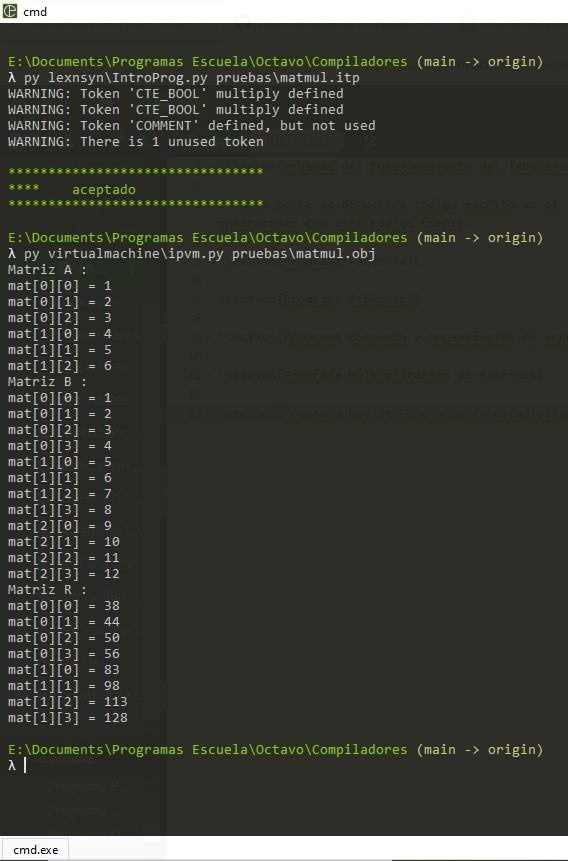 cmd
E:\Documents\Programas Escuela\Octavo\Compiladores (main -> origin)
λ py lexnsyn\IntroProg.py pruebas\matmul.itp
WARNING: Token 'CTE_BOOL' multiply defined
WARNING: Token 'CTE_BOOL' multiply defined
WARNING: Token 'COMMENT' defined, but not used
WARNING: There is 1 unused token
********************************
**** aceptado
********************************
E:\Documents\Programas Escuela\Octavo\Compiladores (main -> origin)
λ py virtualmachine\ipvm.py pruebas\matmul.obj
Matriz A :
mat[0][0] = 1
mat[0][1] = 2
mat[0][2] = 3
mat[1][0] = 4
mat[1][1] = 5
mat[1][2] = 6
Matriz B :
mat[0][0] = 1
mat[0][1] = 2
mat[0][2] = 3
mat[0][3] = 4
mat[1][0] = 5
mat[1][1] = 6
mat[1][2] = 7
mat[1][3] = 8
mat[2][0] = 9
mat[2][1] = 10
mat[2][2] = 11
mat[2][3] = 12
Matriz R :
mat[0][0] = 38
mat[0][1] = 44
mat[0][2] = 50
mat[0][3] = 56
mat[1][0] = 83
mat[1][1] = 98
mat[1][2] = 113
mat[1][3] = 128
E:\Documents\Programas Escuela\Octavo\Compiladores (main -> origin)
λ
cmd.exe